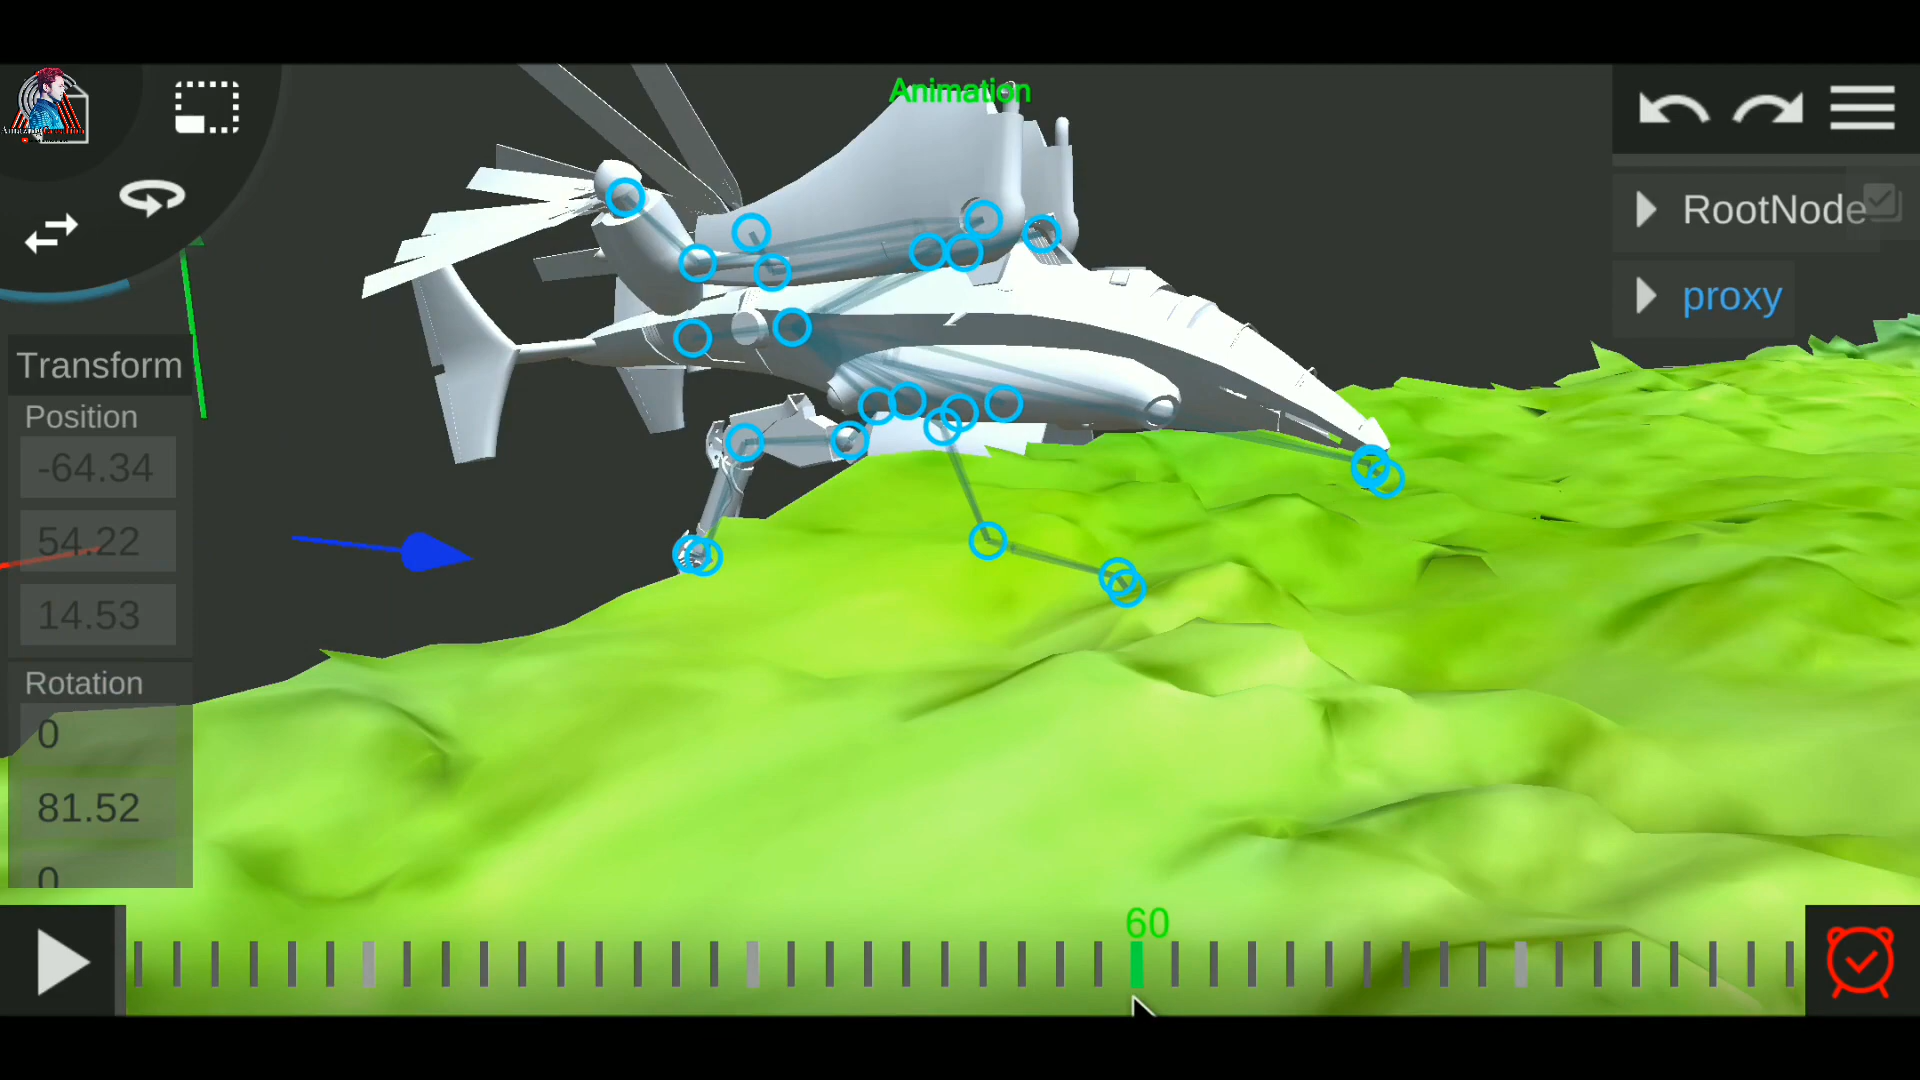 Animation
RootNode
proxy
Transform
Position
-64.34
54.22
14.53
Rotation
0
81.52
0
60